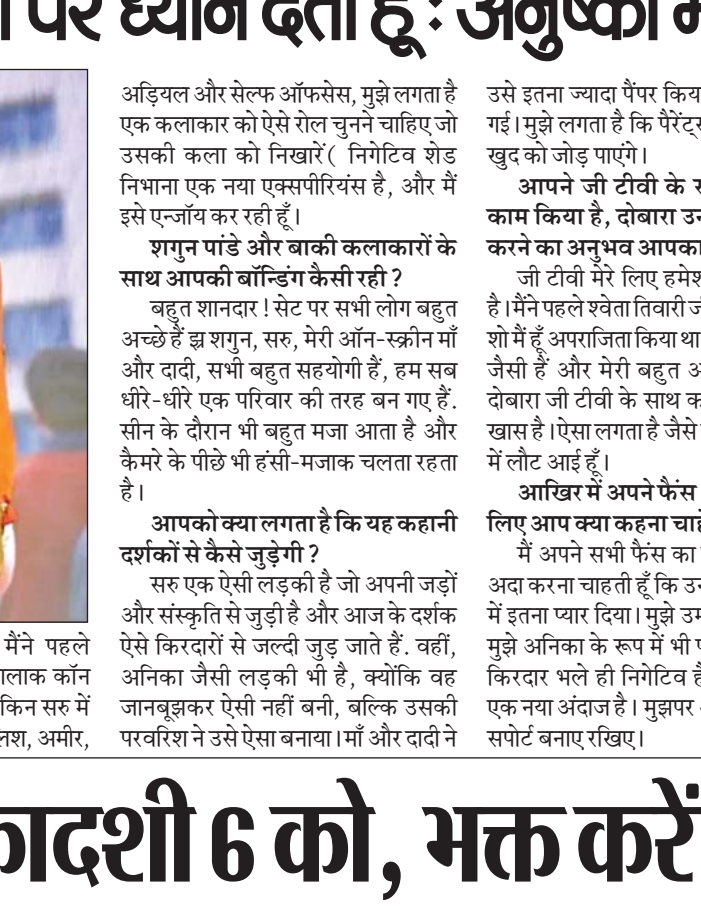 पर ध्यान देता हूँ : अनुष्का
मैंने पहले
कॉन
सरु में
अमीर,
अड़ियल और सेल्फ ऑफसेस, मुझे लगता है
एक कलाकार को ऐसे रोल चुनने चाहिए जो
उसकी कला को निखारें( निगेटिव शेड
निभाना एक नया एक्सपीरियंस है, और मैं
इसे एन्जॉय कर रही हूँ।
शगुन पांडे और बाकी कलाकारों के
साथ आपकी बॉन्डिंग कैसी रही ?
बहुत शानदार ! सेट पर सभी लोग बहुत
अच्छे हैं झ्र शगुन, सरु, मेरी ऑन-स्क्रीन माँ
और दादी, सभी बहुत सहयोगी हैं, हम सब
धीरे-धीरे एक परिवार की तरह बन गए हैं.
सीन के दौरान भी बहुत मजा आता है और
कैमरे के पीछे भी हंसी-मजाक चलता रहता
है।
आपको क्या लगता है कि यह कहानी
दर्शकों से कैसे जुड़ेगी ?
सरु एक ऐसी लड़की है जो अपनी जड़ों
और संस्कृति से जुड़ी है और आज के दर्शक
ऐसे किरदारों से जल्दी जुड़ जाते हैं. वहीं,
अनिका जैसी लड़की भी है, क्योंकि वह
जानबूझकर ऐसी नहीं बनी, बल्कि उसकी
परवरिश ने उसे ऐसा बनाया। माँ और दादी ने
उसे इतना ज्यादा पैंपर
गई। मुझे लगता है कि
खुद को जोड़ पाएंगे।
आपने जी टीवी के
काम किया है, दोबारा
करने का अनुभव आपका
जी टीवी मेरे लिए
है। मैंने पहले श्वेता तिवारी
शो मैं हूँ अपराजिता किया था
जैसी हैं और मेरी बहुत
दोबारा जी टीवी के साथ
खास है। ऐसा लगता है जैसे
में लौट आई हूँ।
आखिर में अपने फैंस
लिए आप क्या कहना
मैं अपने सभी फैंस का
अदा करना चाहती हूँ कि
में इतना प्यार दिया। मुझे
मुझे अनिका के रूप में भी
किरदार भले ही निगेटिव
एक नया अंदाज है। मुझपर
सपोर्ट बनाए रखिए।
6 को, भक्त करें